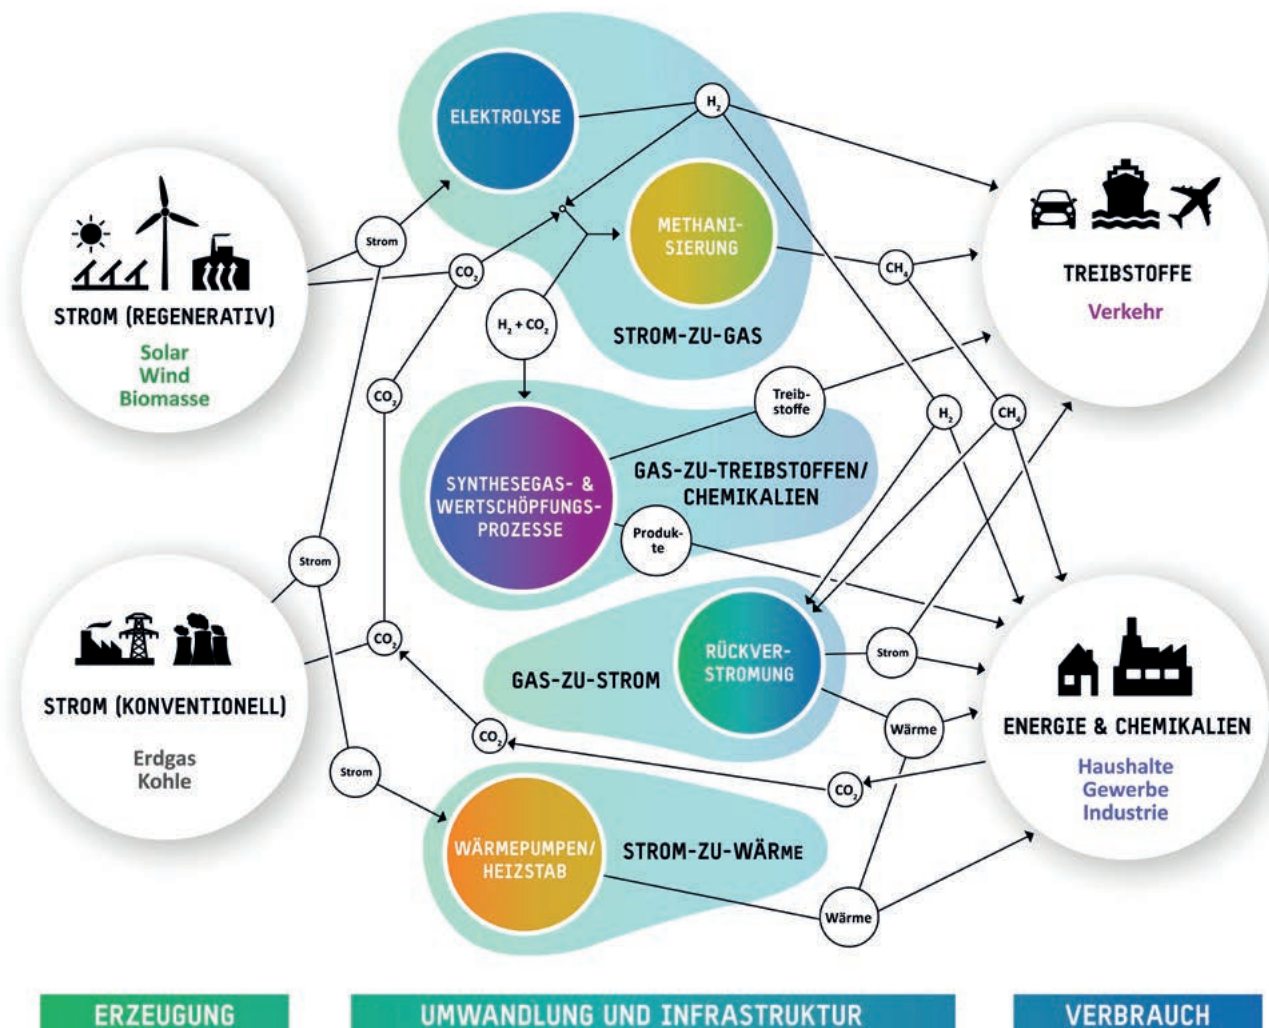 ELEKTROLYSE
H₂
METHANI-
SIERUNG
Strom
CO₂
CH₄
STROM (REGENERATIV)
Solar
Wind
Biomasse
TREIBSTOFFE
Verkehr
H₂ + CO₂
STROM-ZU-GAS
CO₂
Treib-
stoffe
H₂
CH₄
SYNTHESEGAS- &
WERTSCHÖPFUNGS-
PROZESSE
GAS-ZU-TREIBSTOFFEN/
CHEMIKALIEN
Produk-
te
Strom
CO₂
STROM (KONVENTIONELL)
Erdgas
Kohle
GAS-ZU-STROM
RÜCKVER-
STROMUNG
Strom
Wärme
CO₂
CO₂
ENERGIE & CHEMIKALIEN
Haushalte
Gewerbe
Industrie
Strom
WÄRMEPUMPEN/
HEIZSTAB
STROM-ZU-WÄRME
Wärme
ERZEUGUNG
UMWANDLUNG UND INFRASTRUKTUR
VERBRAUCH